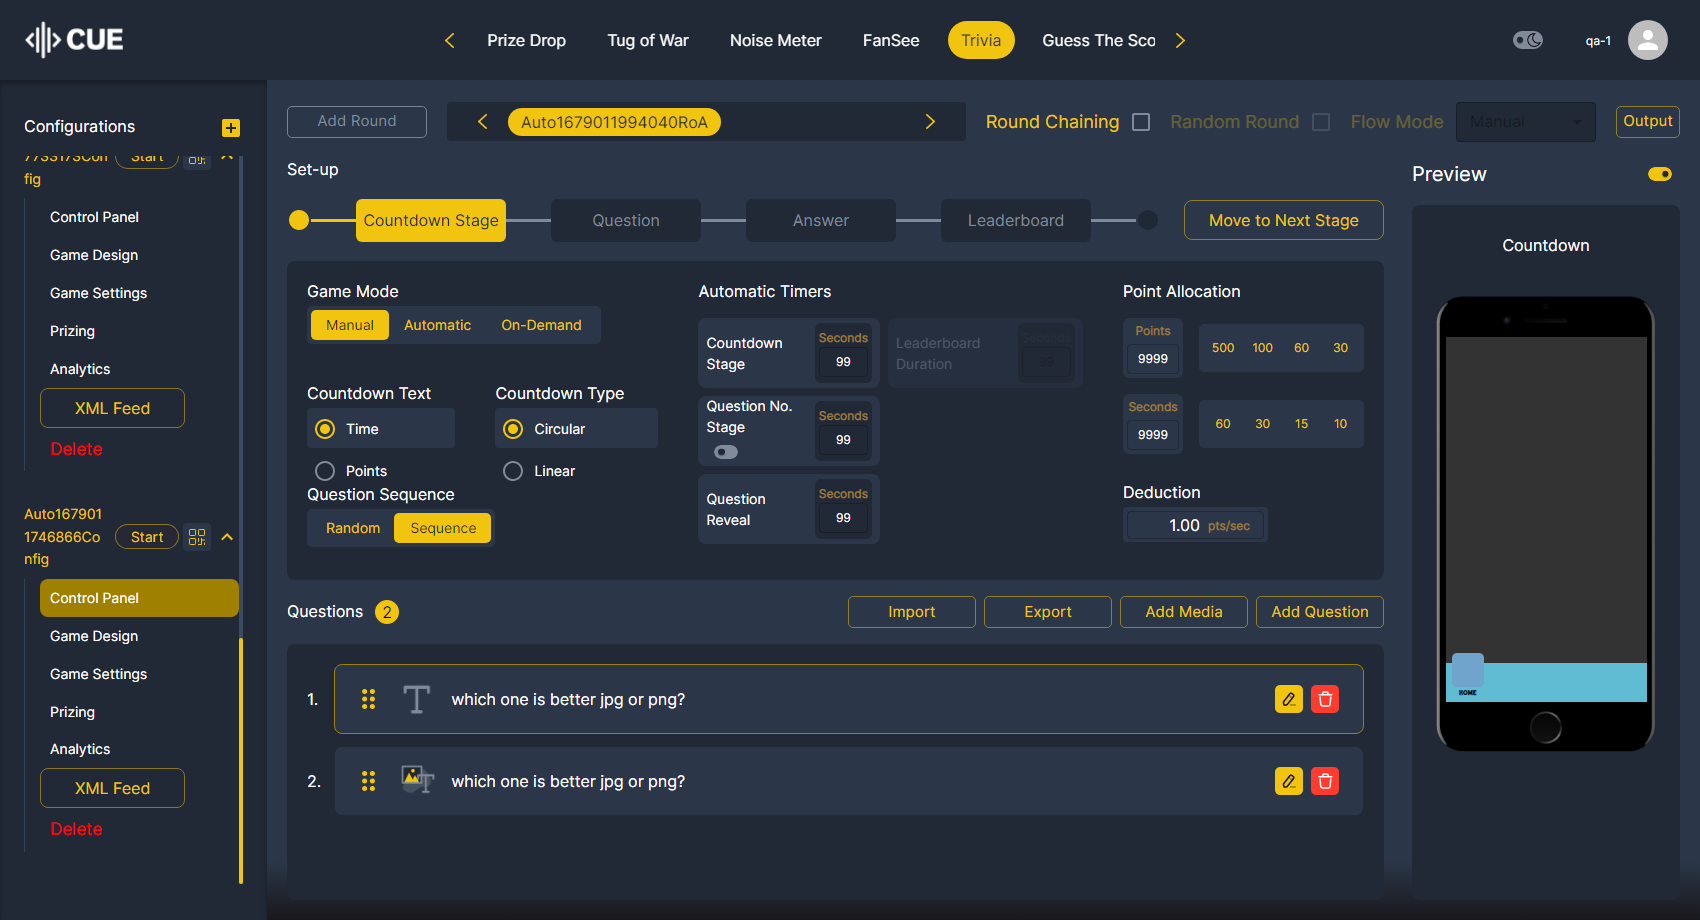 CUE
Prize Drop
Tug of War
Noise Meter
FanSee
Trivia
Guess The Sco
qa-1
Configurations
Start
fig
Control Panel
Game Design
Game Settings
Prizing
Analytics
XML Feed
Delete
Auto167901
1746866Co
nfig
Start
Control Panel
Game Design
Game Settings
Prizing
Analytics
XML Feed
Delete
Add Round
Auto1679011994040RoA
Round Chaining
Random Round
Flow Mode
Manual
Output
Set-up
Countdown Stage
Question
Answer
Leaderboard
Move to Next Stage
Game Mode
Manual
Automatic
On-Demand
Countdown Text
Time
Points
Countdown Type
Circular
Linear
Question Sequence
Random
Sequence
Automatic Timers
Countdown
Stage
Seconds
99
Leaderboard
Duration
Seconds
99
Question No.
Stage
Seconds
99
Question
Reveal
Seconds
99
Point Allocation
Points
9999
500 100 60 30
Seconds
9999
60 30 15 10
Deduction
1.00 pts/sec
Questions 2
Import
Export
Add Media
Add Question
1. which one is better jpg or png?
2. which one is better jpg or png?
Preview
Countdown
HOME